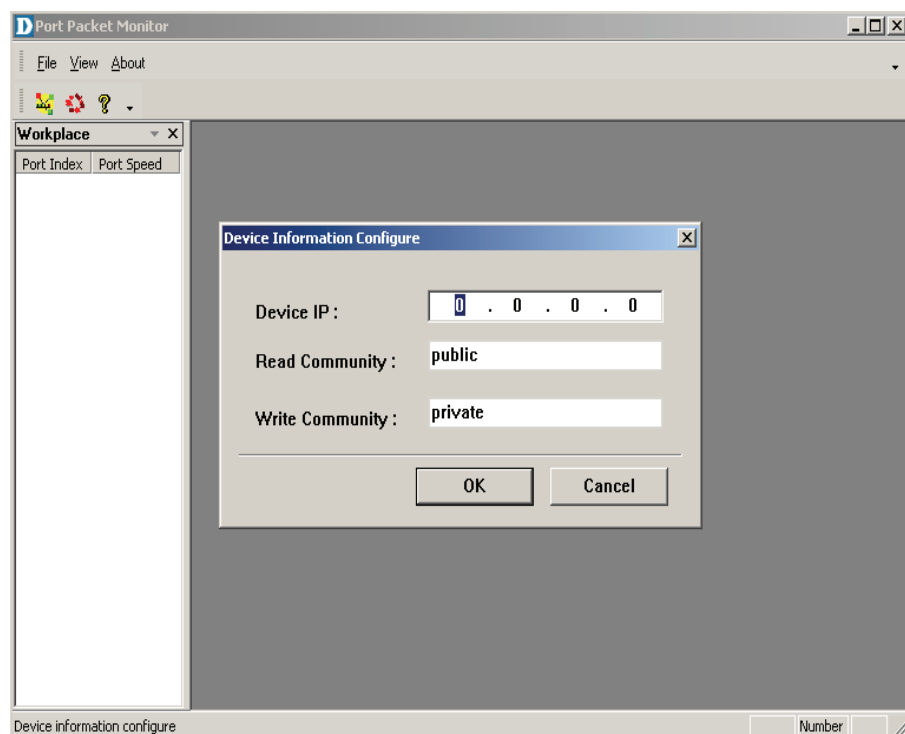 D Port Packet Monitor
File View About
Workplace
Port Index Port Speed
Device Information Configure
Device IP : 0 . 0 . 0 . 0
Read Community : public
Write Community : private
OK Cancel
Device information configure Number